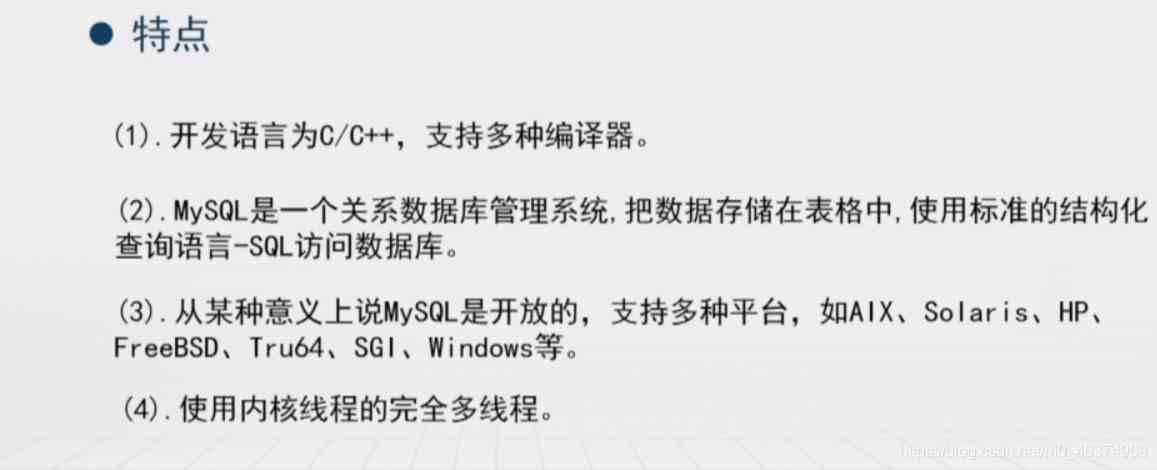 ● 特点
(1).开发语言为C/C++，支持多种编译器。
(2).MySQL是一个关系数据库管理系统,把数据存储在表格中,使用标准的结构化
查询语言-SQL访问数据库。
(3).从某种意义上说MySQL是开放的，支持多种平台，如AIX、Solaris、HP、
FreeBSD、Tru64、SGI、Windows等。
(4).使用内核线程的完全多线程。